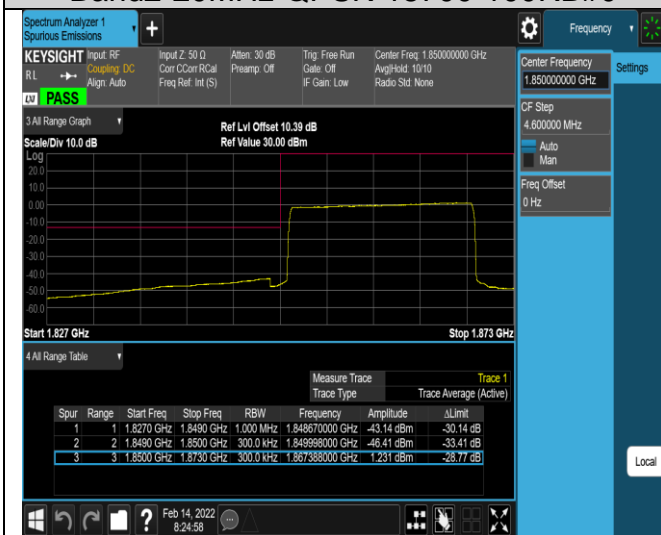 Spectrum Analyzer 1
Spurious Emissions
+
Frequency
KEYSIGHT
Input: RF
Coupling: DC
Align: Auto
Input Z: 50 Ω
Corr CCorr RCal
Freq Ref: Int (S)
Atten: 30 dB
Preamp: Off
Trig: Free Run
Gate: Off
IF Gain: Low
Center Freq: 1.850000000 GHz
Avg|Hold: 10/10
Radio Std: None
RL
LXI
PASS
Center Frequency
1.850000000 GHz
Settings
CF Step
4.600000 MHz
Auto
Man
Freq Offset
0 Hz
3 All Range Graph
Ref Lvl Offset 10.39 dB
Scale/Div 10.0 dB
Ref Value 30.00 dBm
Log
20.0
10.0
0.00
-10.0
-20.0
-30.0
-40.0
-50.0
-60.0
Start 1.827 GHz
Stop 1.873 GHz
4 All Range Table
Measure Trace Trace 1
Trace Type Trace Average (Active)
Spur Range Start Freq Stop Freq RBW Frequency Amplitude ΔLimit
1 1 1.8270 GHz 1.8490 GHz 1.000 MHz 1.848670000 GHz -43.14 dBm -30.14 dB
2 2 1.8490 GHz 1.8500 GHz 300.0 kHz 1.849998000 GHz -46.41 dBm -33.41 dB
3 3 1.8500 GHz 1.8730 GHz 300.0 kHz 1.867388000 GHz 1.231 dBm -28.77 dB
Local
?
Feb 14, 2022
8:24:58